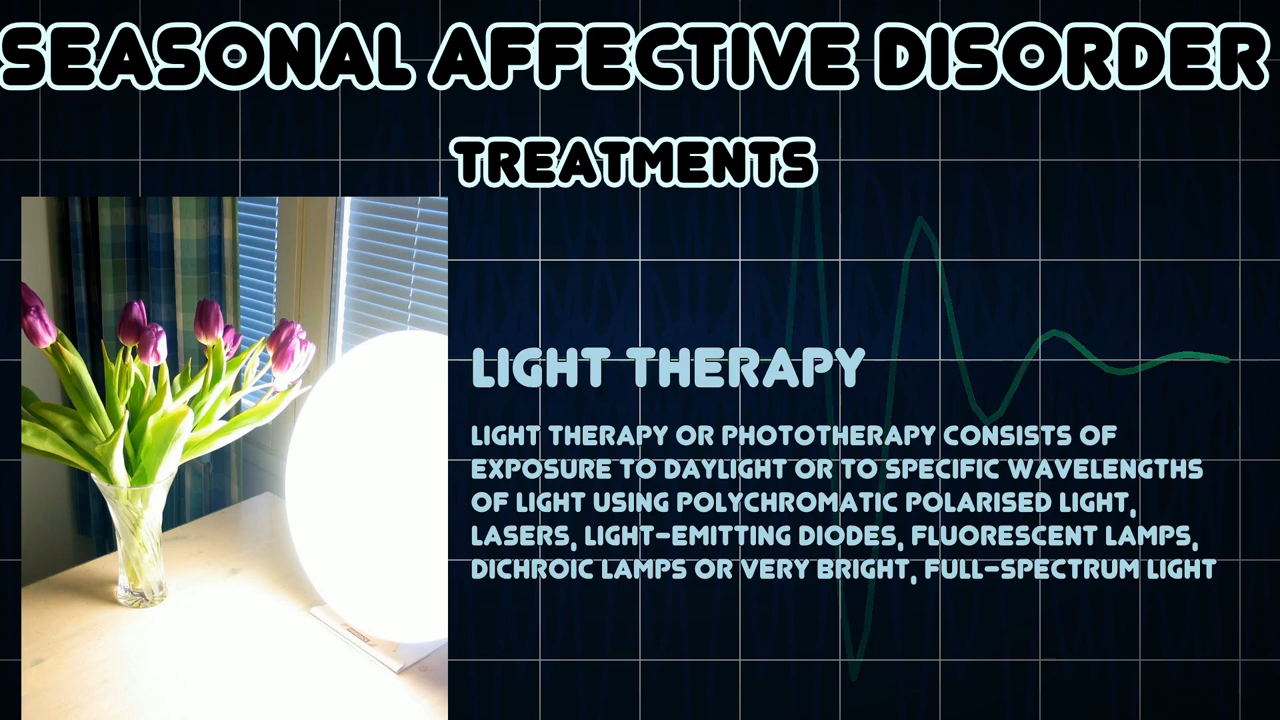 SEASONAL AFFECTIVE DISORDER
TREATMENTS
LIGHT THERAPY
LIGHT THERAPY OR PHOTOTHERAPY CONSISTS OF
EXPOSURE TO DAYLIGHT OR TO SPECIFIC WAVELENGTHS
OF LIGHT USING POLYCHROMATIC POLARISED LIGHT,
LASERS, LIGHT-EMITTING DIODES, FLUORESCENT LAMPS,
DICHROIC LAMPS OR VERY BRIGHT, FULL-SPECTRUM LIGHT